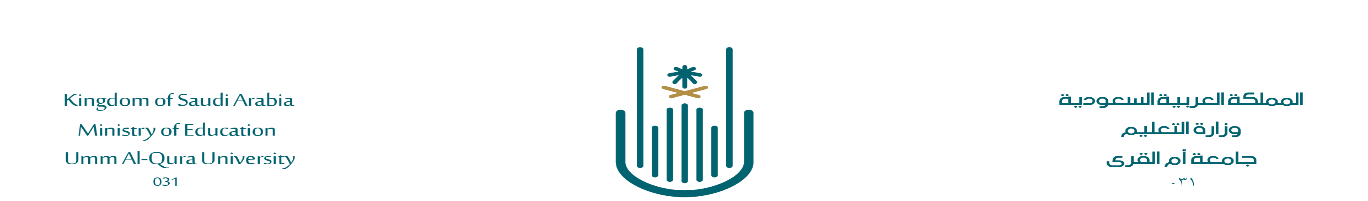 Kingdom of Saudi Arabia
Ministry of Education
Umm Al-Qura University
031
المملكة العربية السعودية
وزارة التعليم
جامعة أم القرى
٠٣١